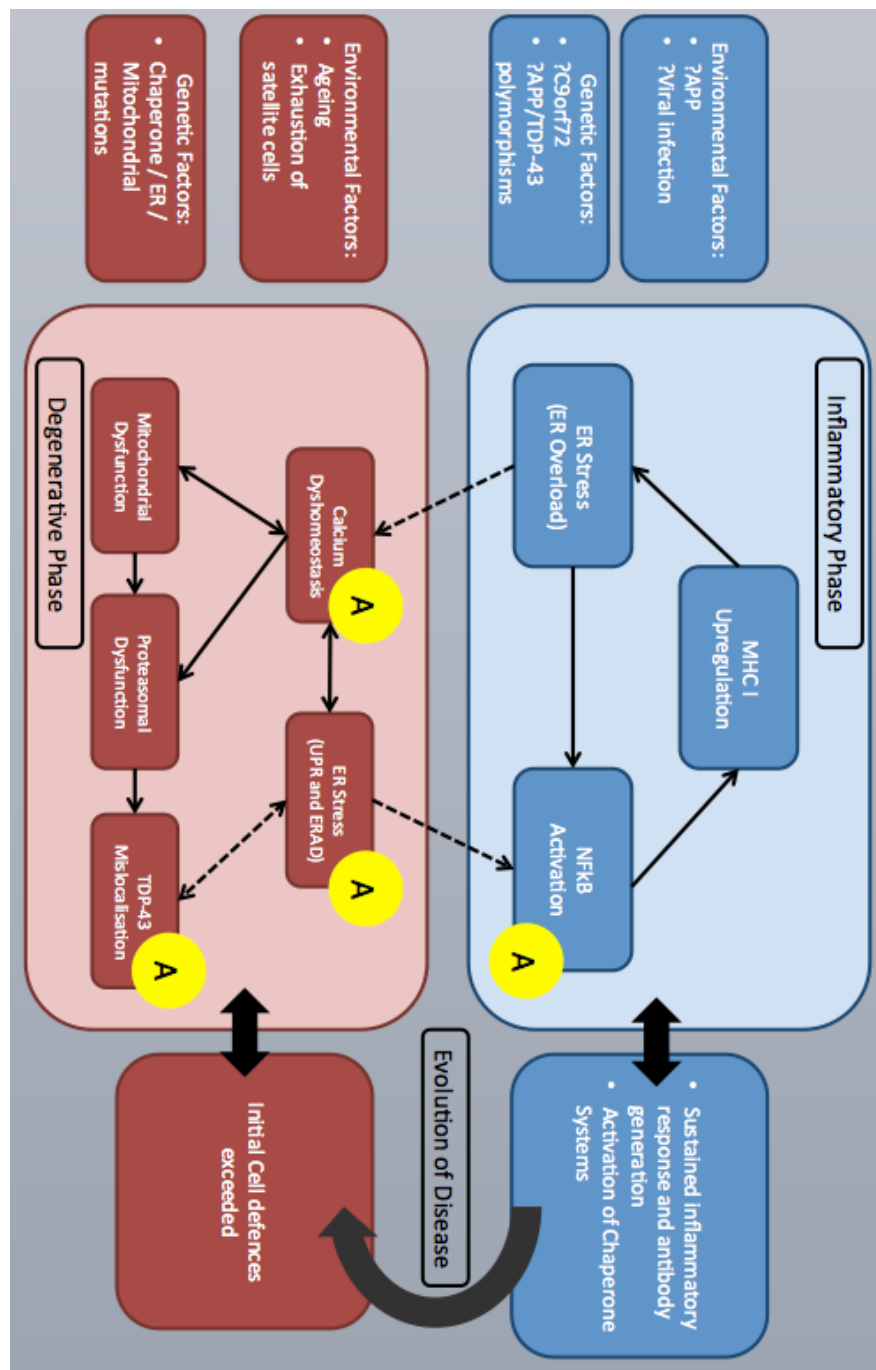 Environmental Factors:
• ?APP
• ?Viral infection
Genetic Factors:
• ?C9orf72
• ?APP/TDP-43
polymorphisms
Inflammatory Phase
MHC I
Upregulation
ER Stress
(ER Overload)
NFkB
Activation
A
• Sustained inflammatory
response and antibody
generation
• Activation of Chaperone
Systems
Evolution of Disease
Environmental Factors:
• Ageing
• Exhaustion of
satellite cells
Genetic Factors:
• Chaperone / ER /
Mitochondrial
mutations
Calcium
Dyshomeostasis
A
ER Stress
(UPR and ERAD)
A
Mitochondrial
Dysfunction
Proteasomal
Dysfunction
TDP-43
Mislocalisation
A
Degenerative Phase
Initial Cell defences
exceeded